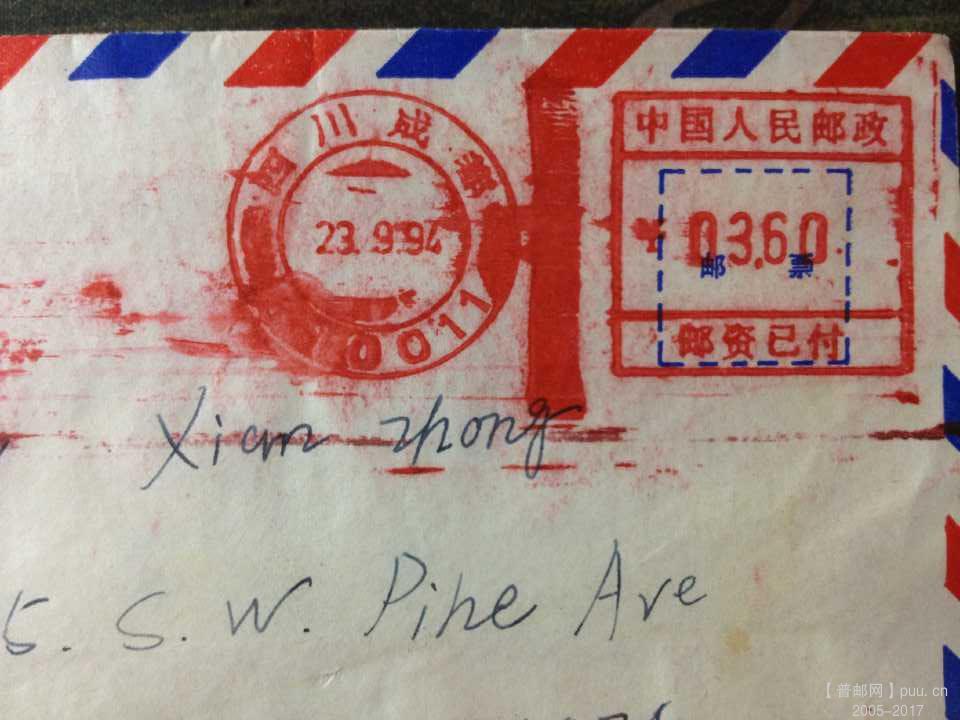 四川成都
23.9.94
0011
中国人民邮政
03.60
邮票
邮资已付
Xian zhong
5. S.W. Pine Ave
【普邮网】puu.cn
2005-2017